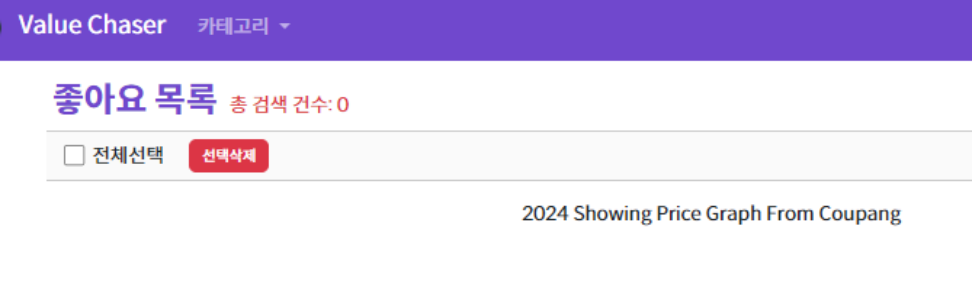 Value Chaser 카테고리
좋아요 목록 총 검색 건수: 0
전체선택 선택삭제
2024 Showing Price Graph From Coupang